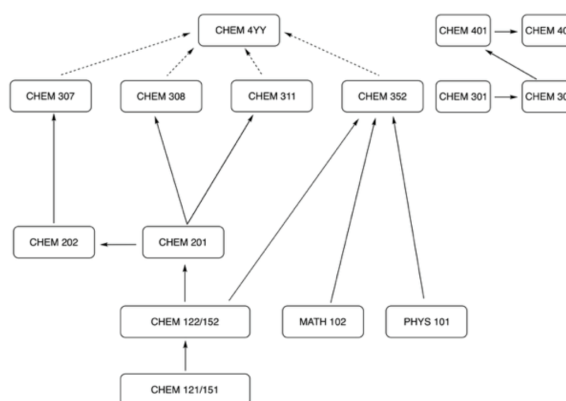 CHEM 4YY
CHEM 401
CHEM 307
CHEM 308
CHEM 311
CHEM 352
CHEM 301
CHEM 202
CHEM 201
CHEM 122/152
MATH 102
PHYS 101
CHEM 121/151